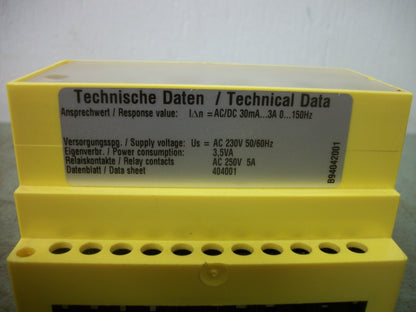 Technische Daten / Technical Data
Ansprechwert / Response value: I∆n = AC/DC 30mA...3A 0...150Hz
Versorgungsspg. / Supply voltage: Us = AC 230V 50/60Hz
Eigenverbr. / Power consumption: 3,5VA
Relaiskontakte / Relay contacts AC 250V 5A
Datenblatt / Data sheet 404001
B94042001